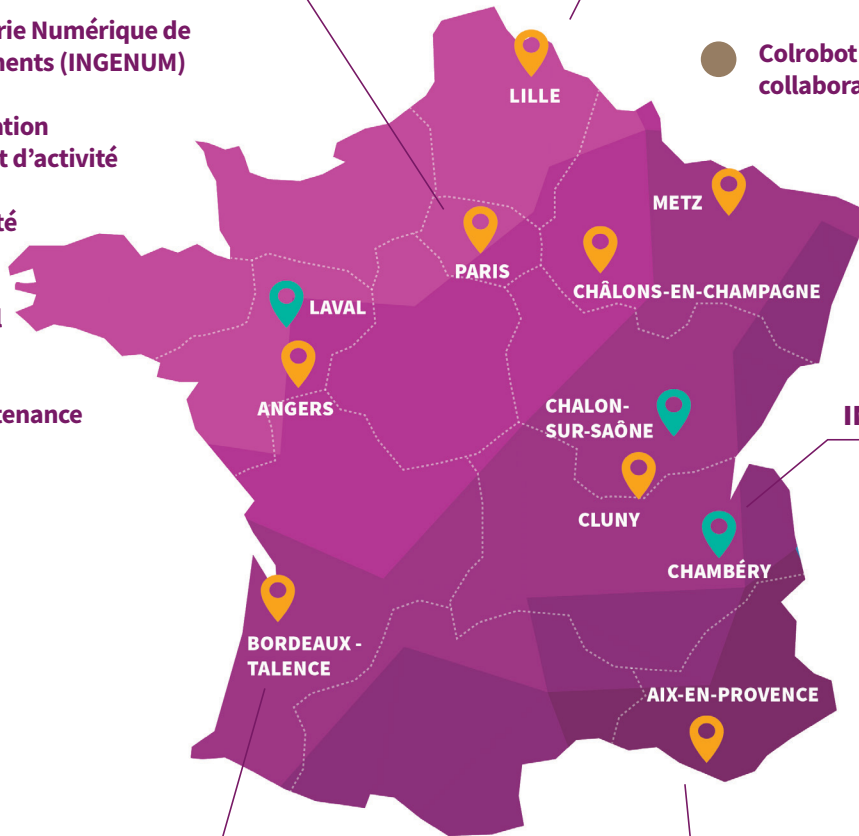 rie Numérique de
ments (INGENUM)
ation
t d'activité
té
tenance
Colrobot
collabora
LILLE
METZ
PARIS
CHÂLONS-EN-CHAMPAGNE
LAVAL
ANGERS
CHALON-
SUR-SAÔNE
CLUNY
CHAMBÉRY
BORDEAUX -
TALENCE
AIX-EN-PROVENCE